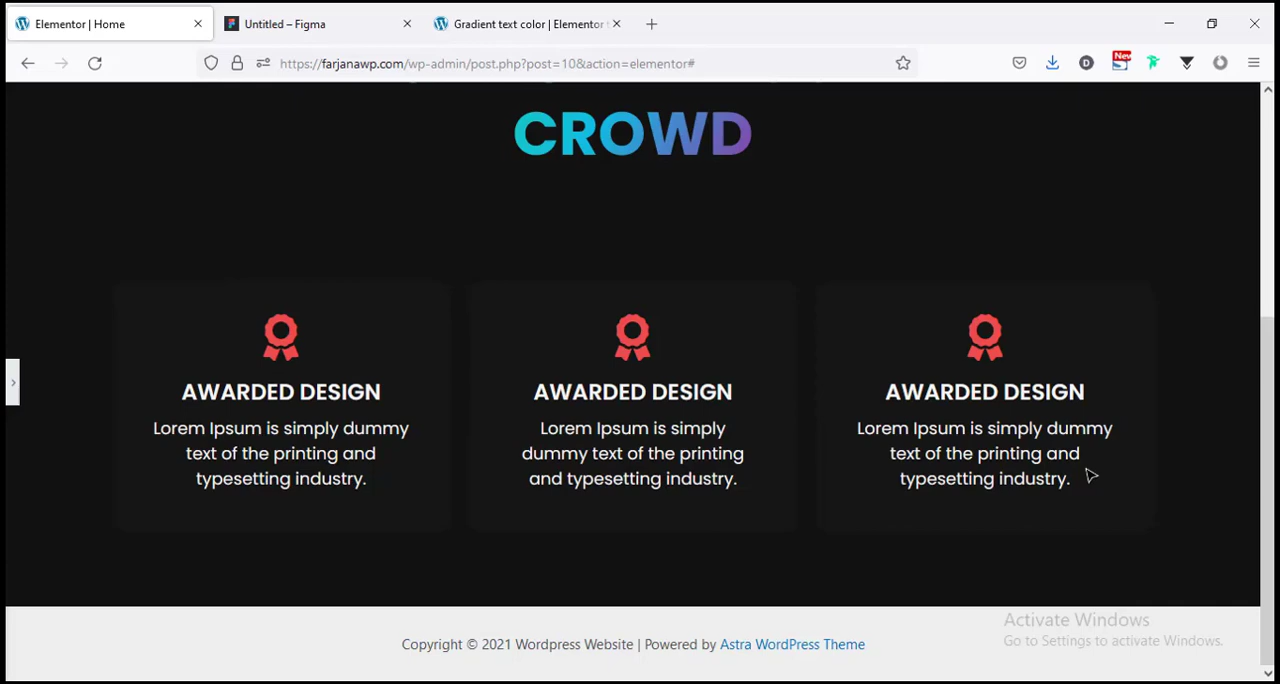 Elementor | Home
Untitled – Figma
Gradient text color | Elementor
https://farjanawp.com/wp-admin/post.php?post=10&action=elementor#
D
New
CROWD
AWARDED DESIGN
Lorem Ipsum is simply dummy
text of the printing and
typesetting industry.
AWARDED DESIGN
Lorem Ipsum is simply
dummy text of the printing
and typesetting industry.
AWARDED DESIGN
Lorem Ipsum is simply dummy
text of the printing and
typesetting industry.
Copyright © 2021 Wordpress Website | Powered by Astra WordPress Theme
Activate Windows
Go to Settings to activate Windows.